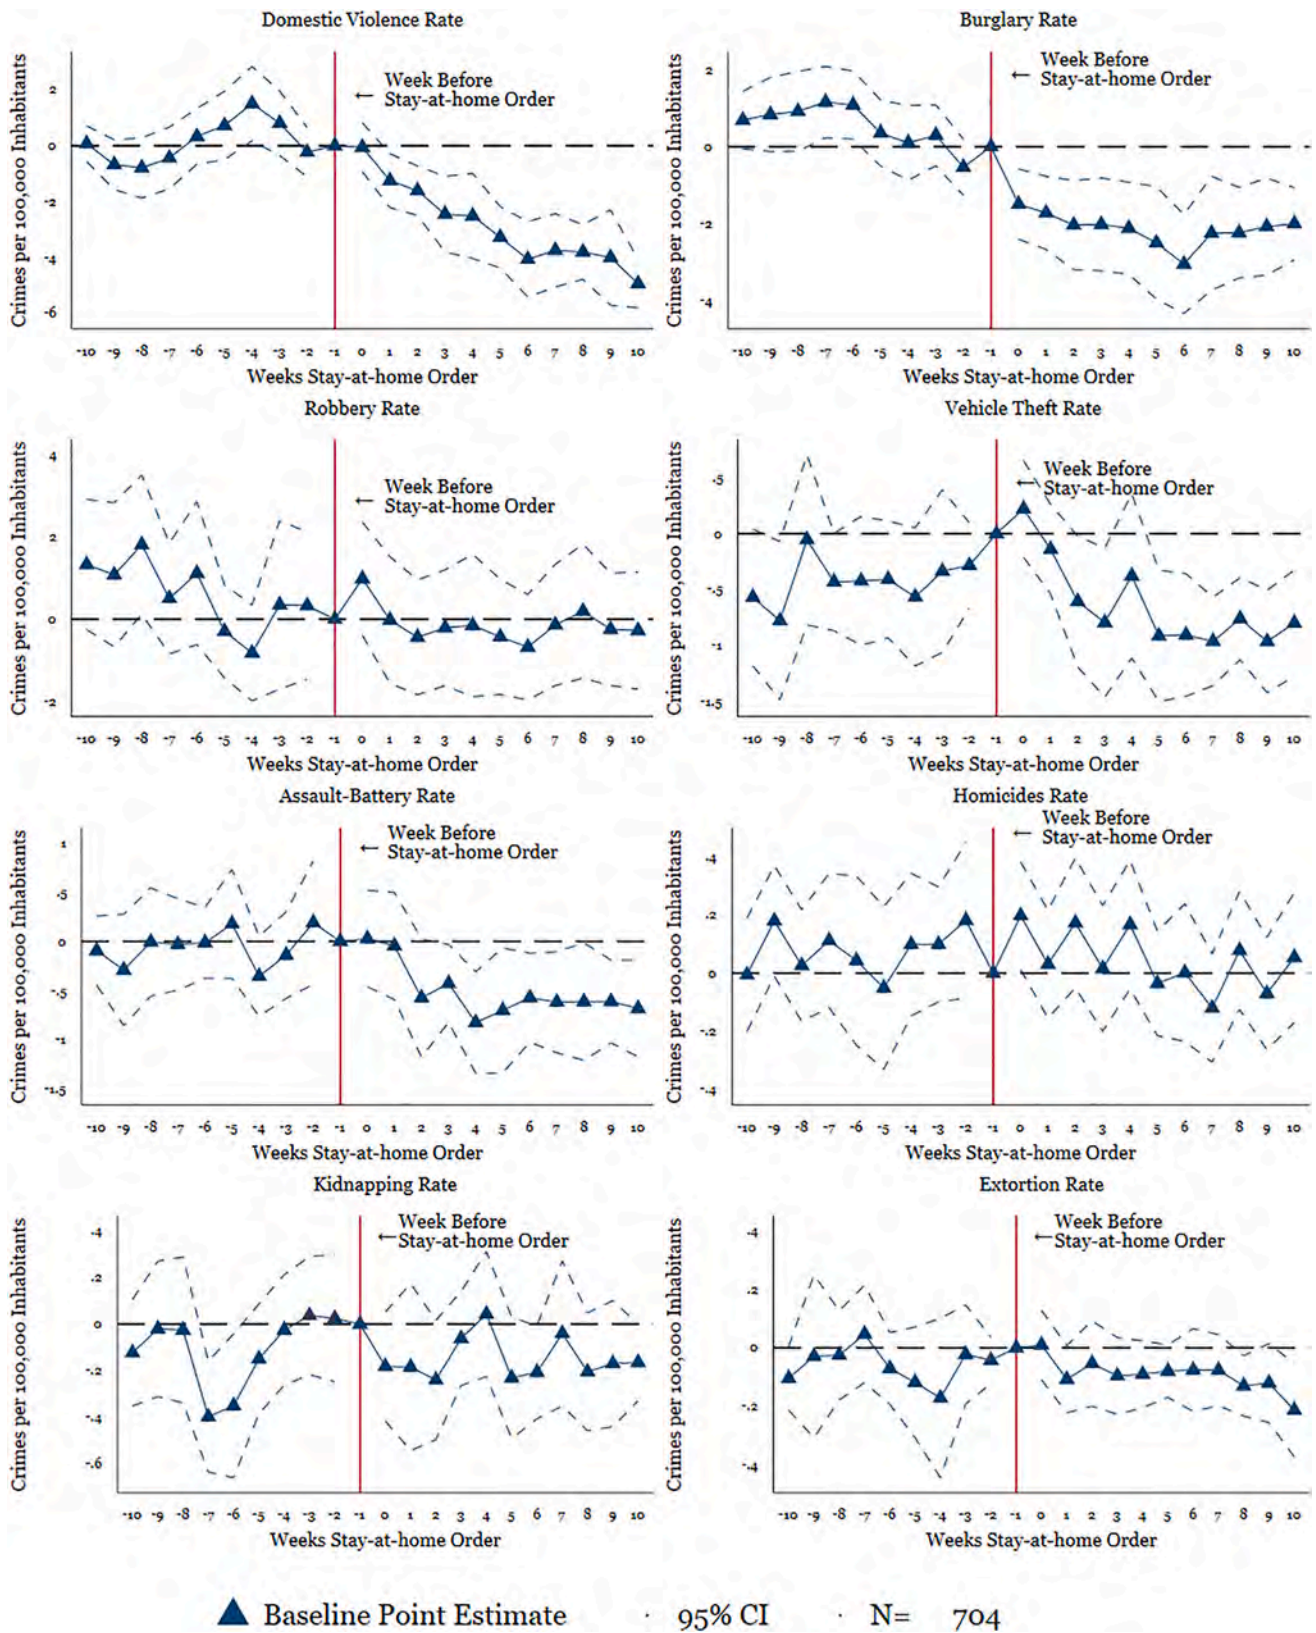 Domestic Violence Rate
Crimes per 100,000 Inhabitants
2
0
-2
-4
-6
Week Before
← Stay-at-home Order
-10 -9 -8 -7 -6 -5 -4 -3 -2 -1 0 1 2 3 4 5 6 7 8 9 10
Weeks Stay-at-home Order
Burglary Rate
Crimes per 100,000 Inhabitants
2
0
-2
-4
Week Before
← Stay-at-home Order
-10 -9 -8 -7 -6 -5 -4 -3 -2 -1 0 1 2 3 4 5 6 7 8 9 10
Weeks Stay-at-home Order
Robbery Rate
Crimes per 100,000 Inhabitants
4
2
0
-2
Week Before
← Stay-at-home Order
-10 -9 -8 -7 -6 -5 -4 -3 -2 -1 0 1 2 3 4 5 6 7 8 9 10
Weeks Stay-at-home Order
Vehicle Theft Rate
Crimes per 100,000 Inhabitants
.5
0
-.5
-1
-1.5
Week Before
← Stay-at-home Order
-10 -9 -8 -7 -6 -5 -4 -3 -2 -1 0 1 2 3 4 5 6 7 8 9 10
Weeks Stay-at-home Order
Assault-Battery Rate
Crimes per 100,000 Inhabitants
1
.5
0
-.5
-1
-1.5
Week Before
← Stay-at-home Order
-10 -9 -8 -7 -6 -5 -4 -3 -2 -1 0 1 2 3 4 5 6 7 8 9 10
Weeks Stay-at-home Order
Homicides Rate
Crimes per 100,000 Inhabitants
.4
.2
0
-.2
-.4
Week Before
← Stay-at-home Order
-10 -9 -8 -7 -6 -5 -4 -3 -2 -1 0 1 2 3 4 5 6 7 8 9 10
Weeks Stay-at-home Order
Kidnapping Rate
Crimes per 100,000 Inhabitants
.4
.2
0
-.2
-.4
-.6
Week Before
← Stay-at-home Order
-10 -9 -8 -7 -6 -5 -4 -3 -2 -1 0 1 2 3 4 5 6 7 8 9 10
Weeks Stay-at-home Order
Extortion Rate
Crimes per 100,000 Inhabitants
.4
.2
0
-.2
-.4
Week Before
← Stay-at-home Order
-10 -9 -8 -7 -6 -5 -4 -3 -2 -1 0 1 2 3 4 5 6 7 8 9 10
Weeks Stay-at-home Order
Baseline Point Estimate · 95% CI · N= 704